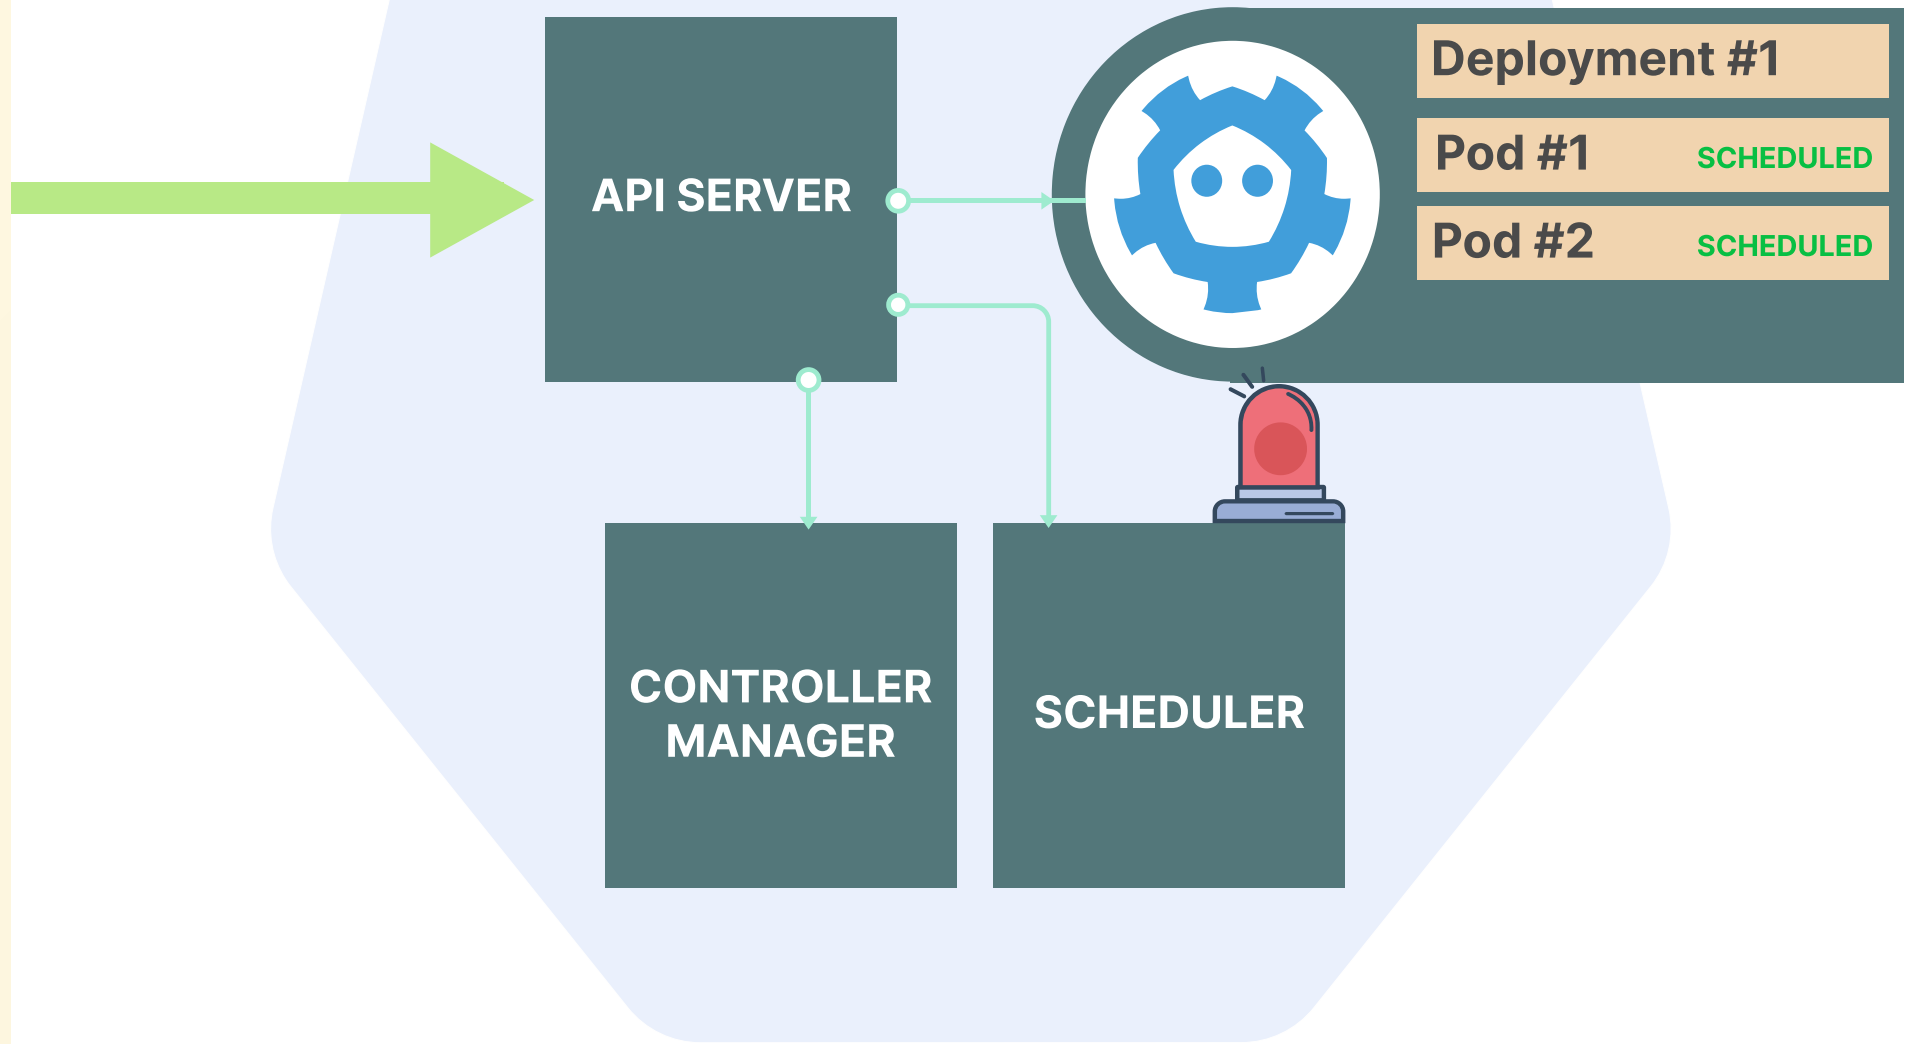 API SERVER
Deployment #1
Pod #1
SCHEDULED
Pod #2
SCHEDULED
CONTROLLER
MANAGER
SCHEDULER